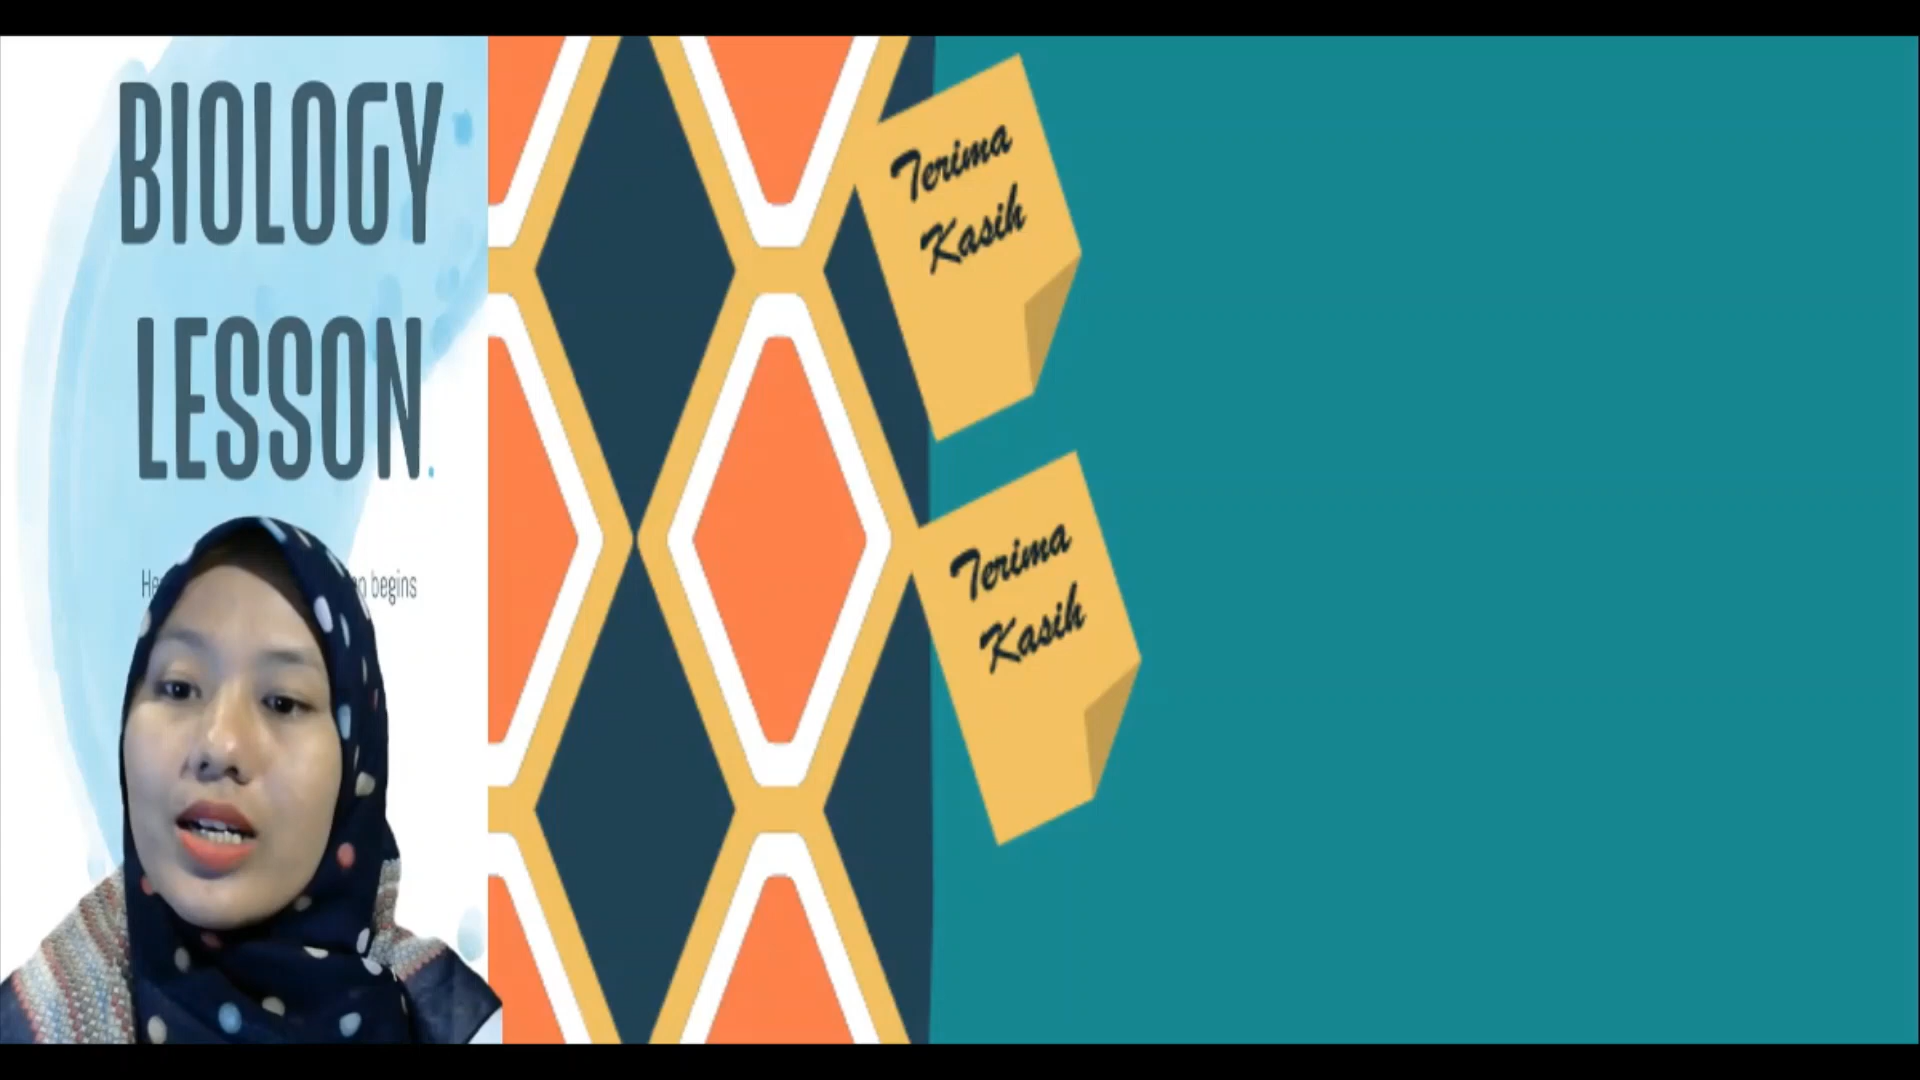 BIOLOGY
LESSON.
begins
Terima
Kasih
Terima
Kasih